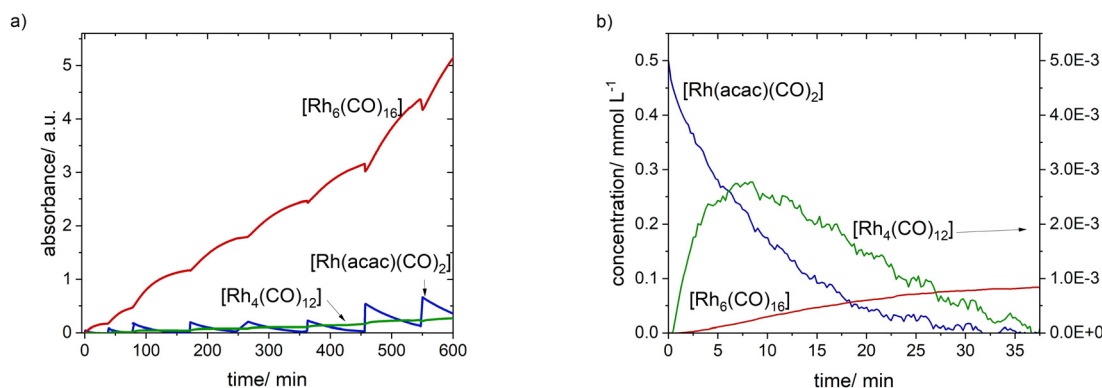 a)
absorbance/ a.u.
5
4
3
2
1
0
[Rh₆(CO)₁₆]
[Rh(acac)(CO)₂]
[Rh₄(CO)₁₂]
0 100 200 300 400 500 600
time/ min
b)
concentration/ mmol L⁻¹
0.5
0.4
0.3
0.2
0.1
0.0
[Rh(acac)(CO)₂]
[Rh₄(CO)₁₂]
[Rh₆(CO)₁₆]
5.0E-3
4.0E-3
3.0E-3
2.0E-3
1.0E-3
0.0E+0
0 5 10 15 20 25 30 35
time/ min